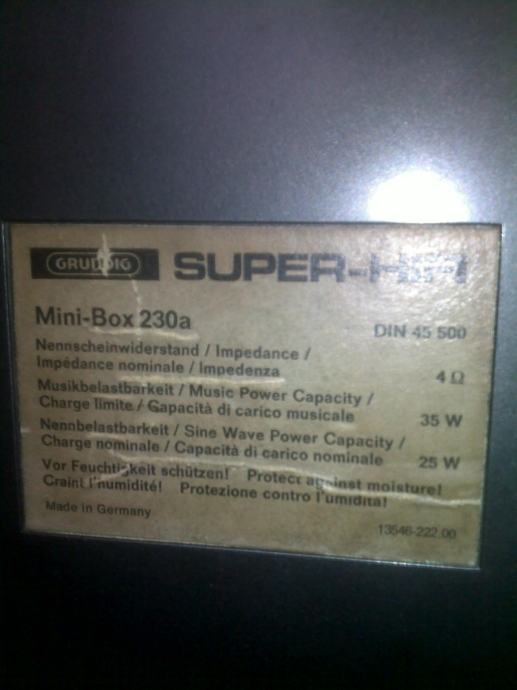 GRUNDIG SUPER-HIFI
Mini-Box 230a
DIN 45 500
Nennscheinwiderstand / Impedance /
Impédance nominale / Impedenza
4 Ω
Musikbelastbarkeit / Music Power Capacity /
Charge limite / Capacità di carico musicale
35 W
Nennbelastbarkeit / Sine Wave Power Capacity /
Charge nominale / Capacità di carico nominale
25 W
Vor Feuchtigkeit schützen! Protect against moisture!
Craint l'humidité! Protezione contro l'umidità!
Made in Germany
13546-222.00